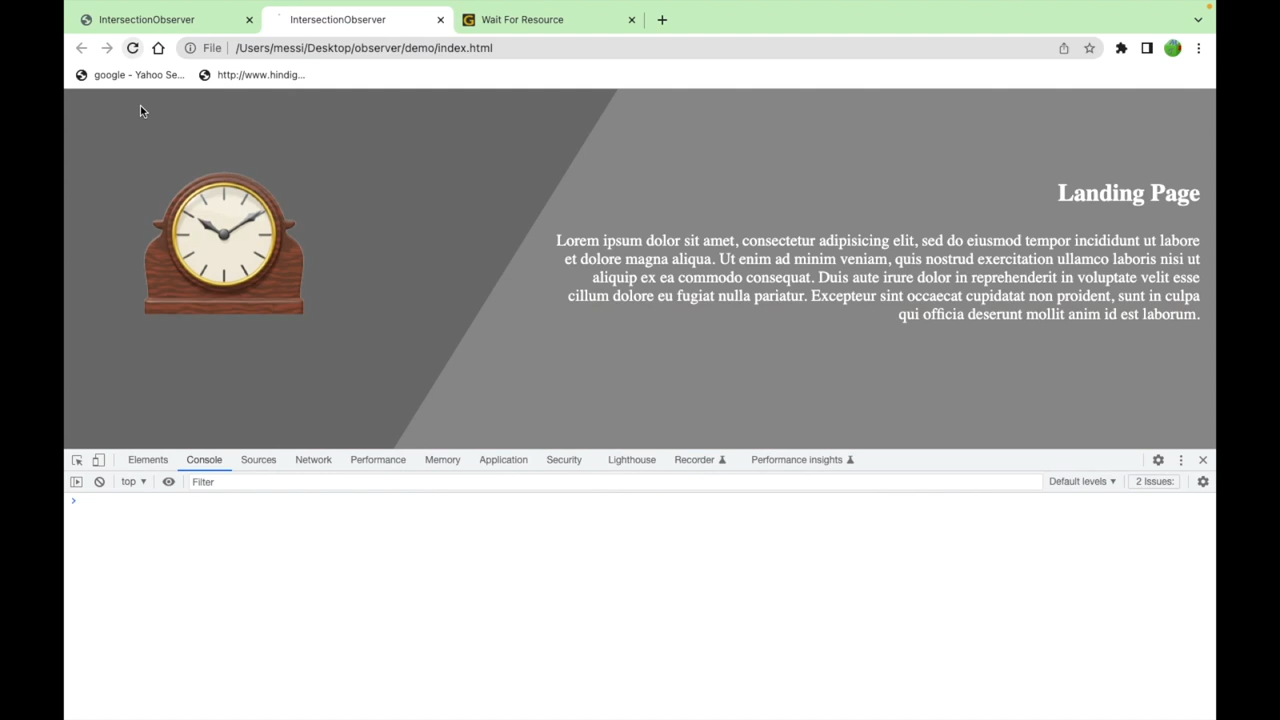 IntersectionObserver
IntersectionObserver
Wait For Resource
File
/Users/messi/Desktop/observer/demo/index.html
google - Yahoo Se...
http://www.hindig...
Landing Page
Lorem ipsum dolor sit amet, consectetur adipisicing elit, sed do eiusmod tempor incididunt ut labore
et dolore magna aliqua. Ut enim ad minim veniam, quis nostrud exercitation ullamco laboris nisi ut
aliquip ex ea commodo consequat. Duis aute irure dolor in reprehenderit in voluptate velit esse
cillum dolore eu fugiat nulla pariatur. Excepteur sint occaecat cupidatat non proident, sunt in culpa
qui officia deserunt mollit anim id est laborum.
Elements
Console
Sources
Network
Performance
Memory
Application
Security
Lighthouse
Recorder
Performance insights
top
Filter
Default levels
2 Issues: